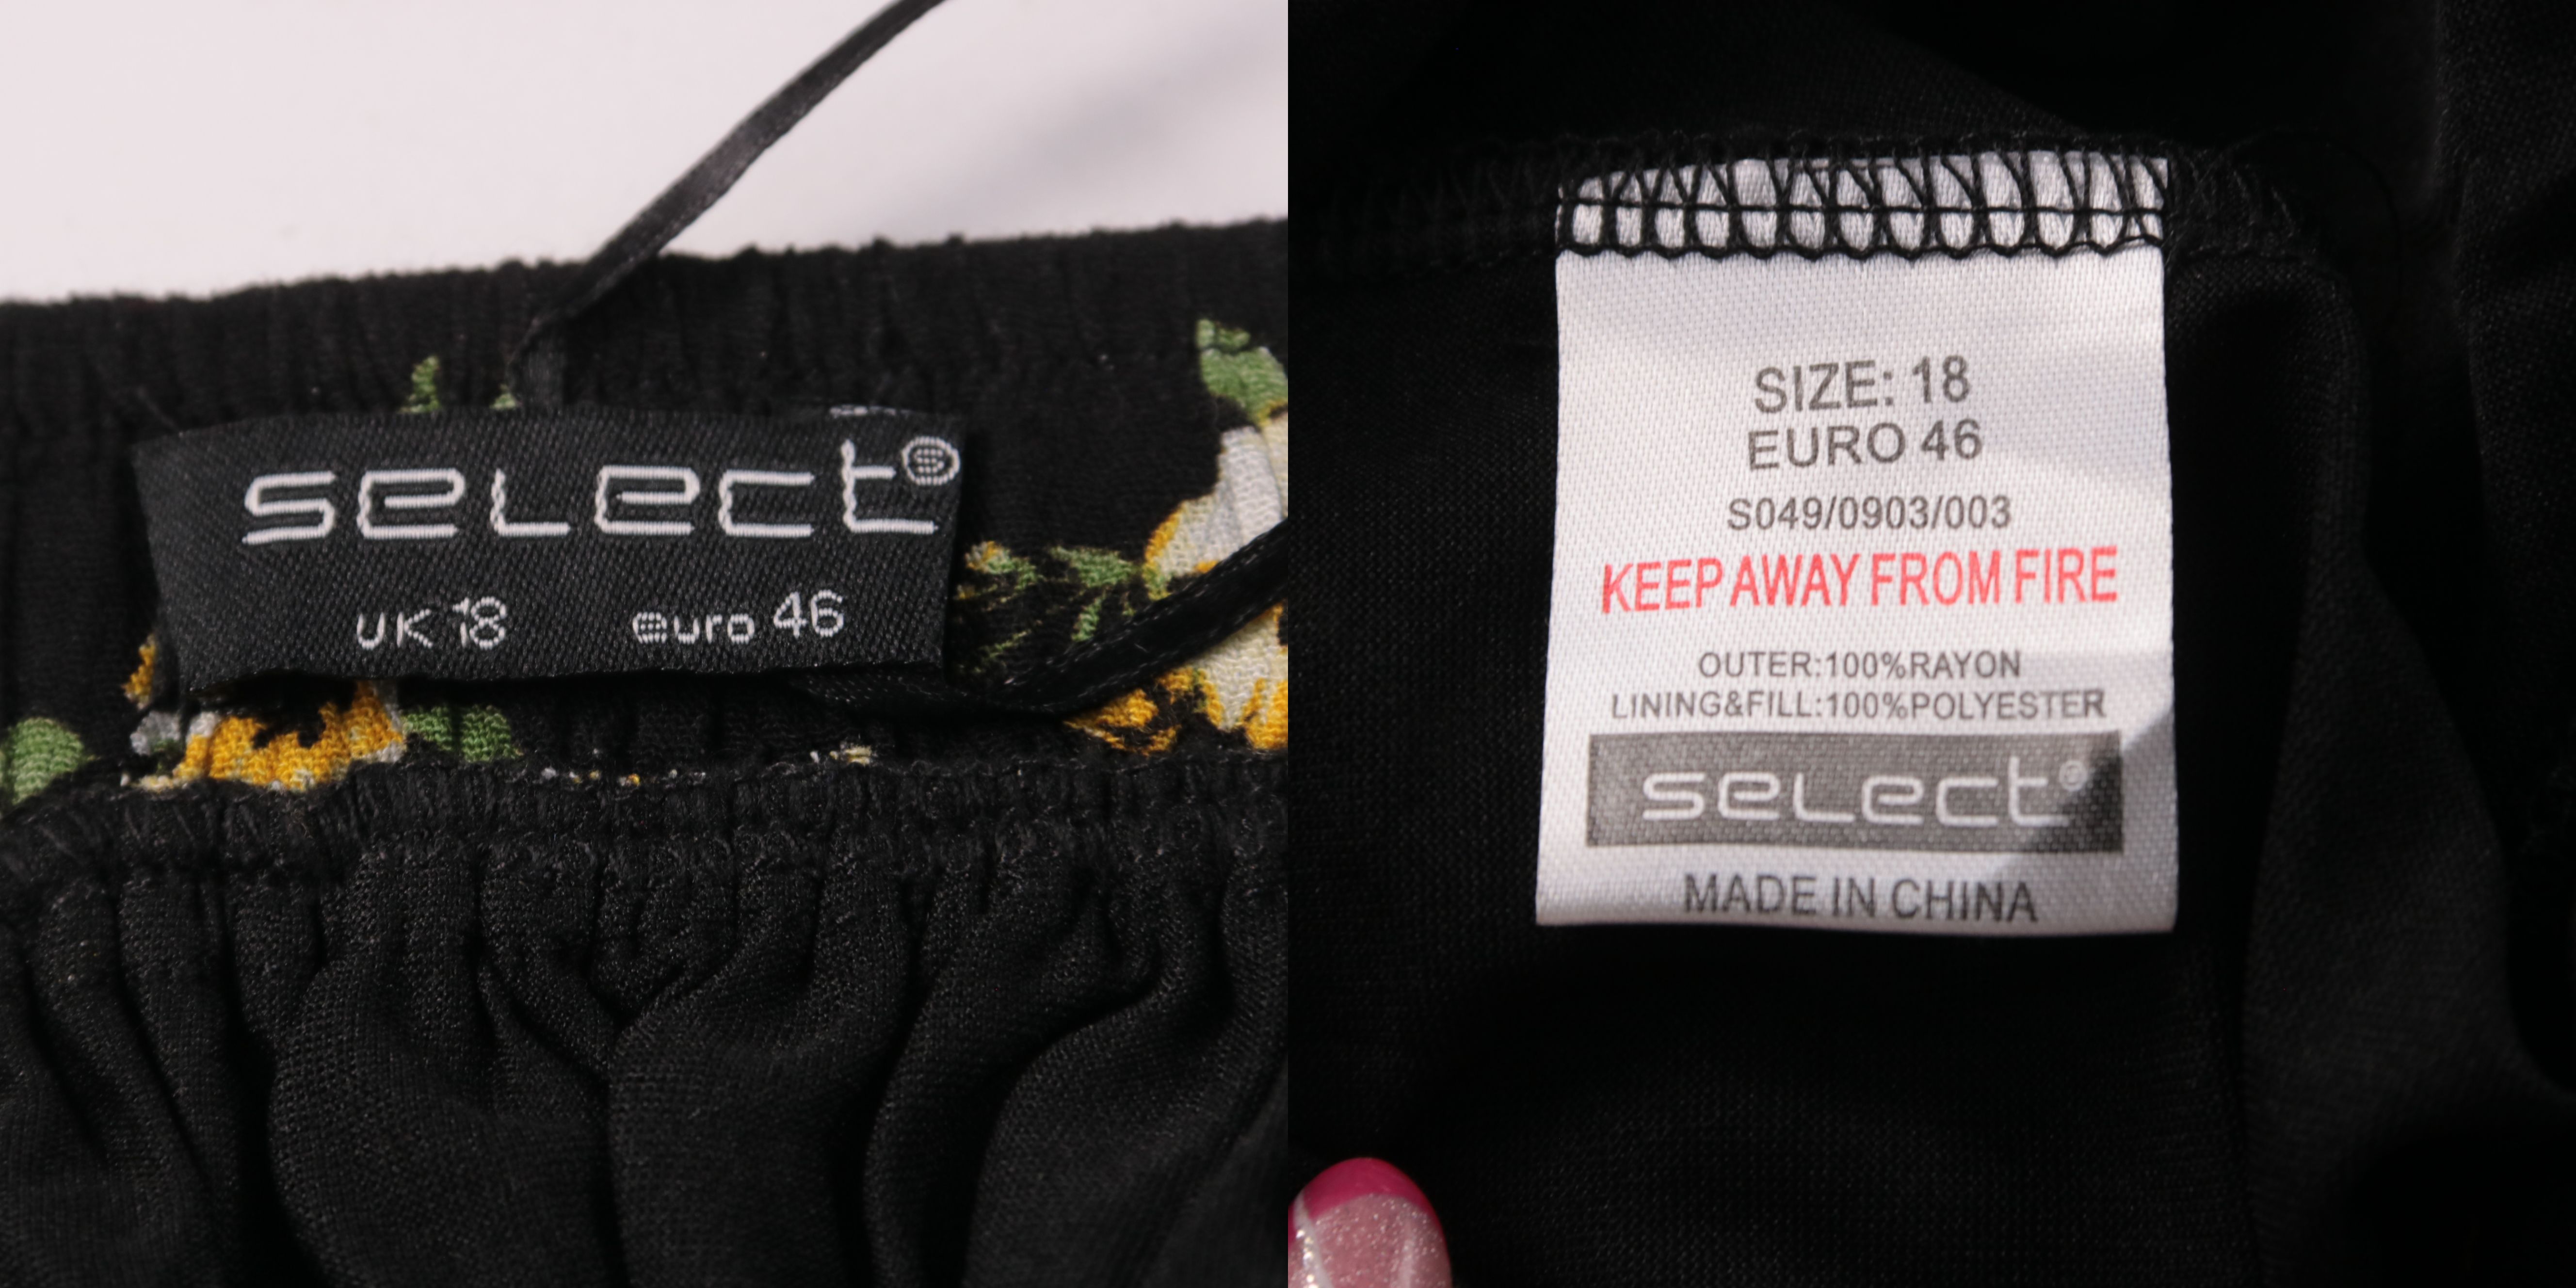 select®
UK 18 euro 46
SIZE: 18
EURO 46
S049/0903/003
KEEP AWAY FROM FIRE
OUTER:100%RAYON
LINING&FILL:100%POLYESTER
select®
MADE IN CHINA